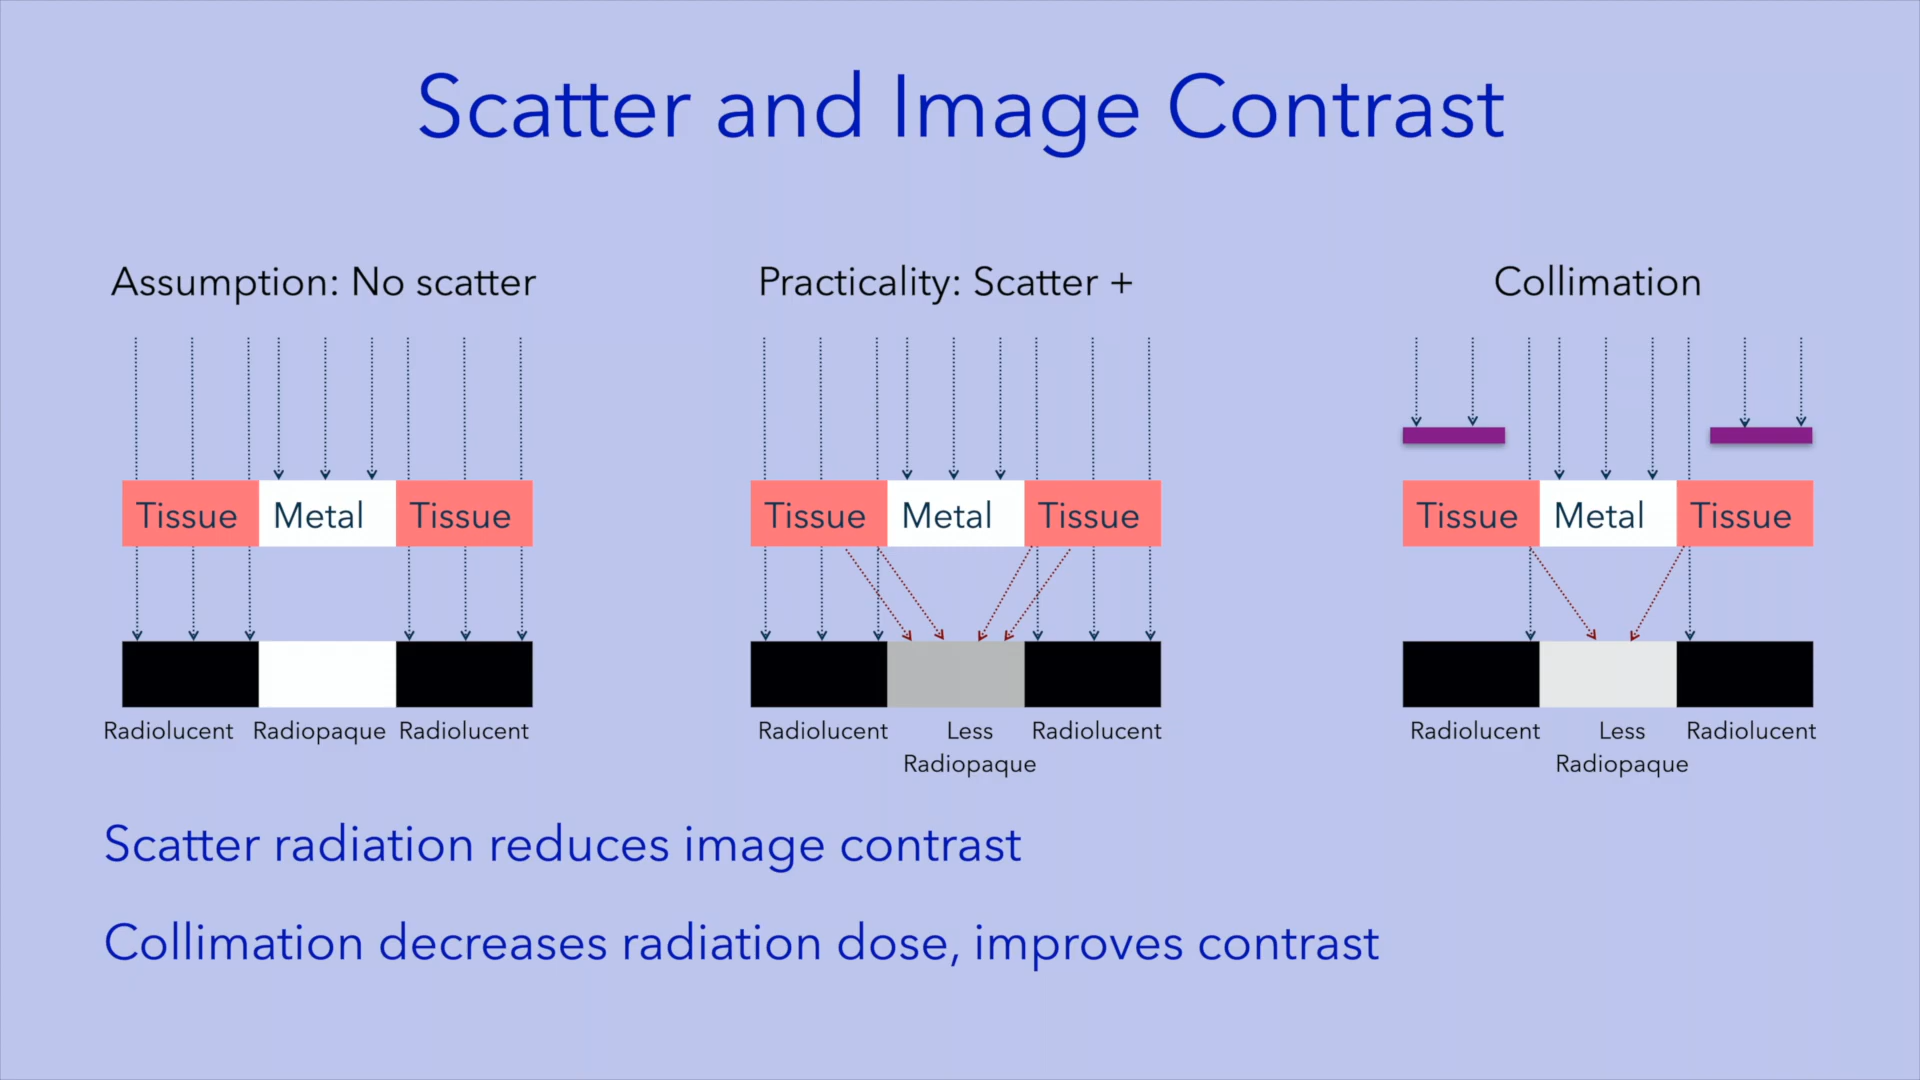 Scatter and Image Contrast
Assumption: No scatter
Practicality: Scatter +
Collimation
Tissue Metal Tissue
Tissue Metal Tissue
Tissue Metal Tissue
Radiolucent Radiopaque Radiolucent
Radiolucent Less Radiolucent
Radiopaque
Radiolucent Less Radiolucent
Radiopaque
Scatter radiation reduces image contrast
Collimation decreases radiation dose, improves contrast